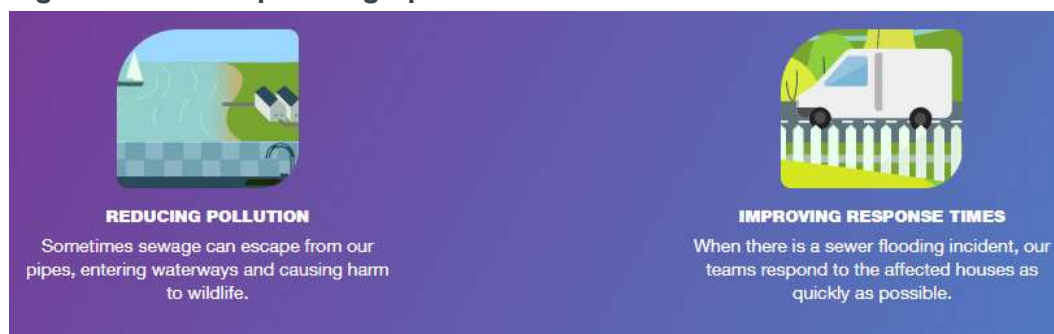 REDUCING POLLUTION
Sometimes sewage can escape from our
pipes, entering waterways and causing harm
to wildlife.
IMPROVING RESPONSE TIMES
When there is a sewer flooding incident, our
teams respond to the affected houses as
quickly as possible.